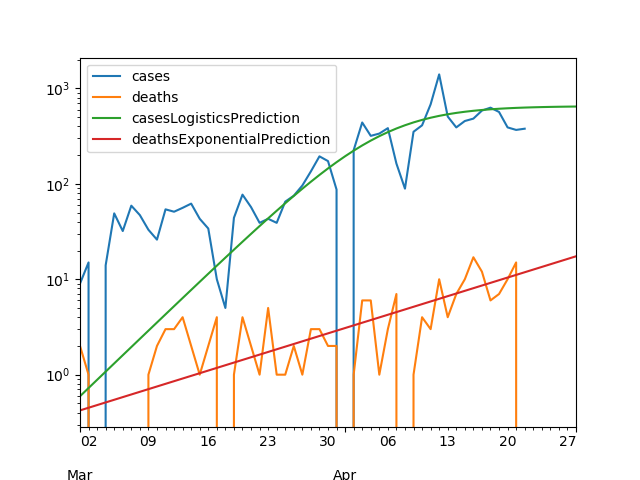 cases
deaths
casesLogisticsPrediction
deathsExponentialPrediction
10³
10²
10¹
10⁰
02 09 16 23 30 06 13 20 27
Mar Apr